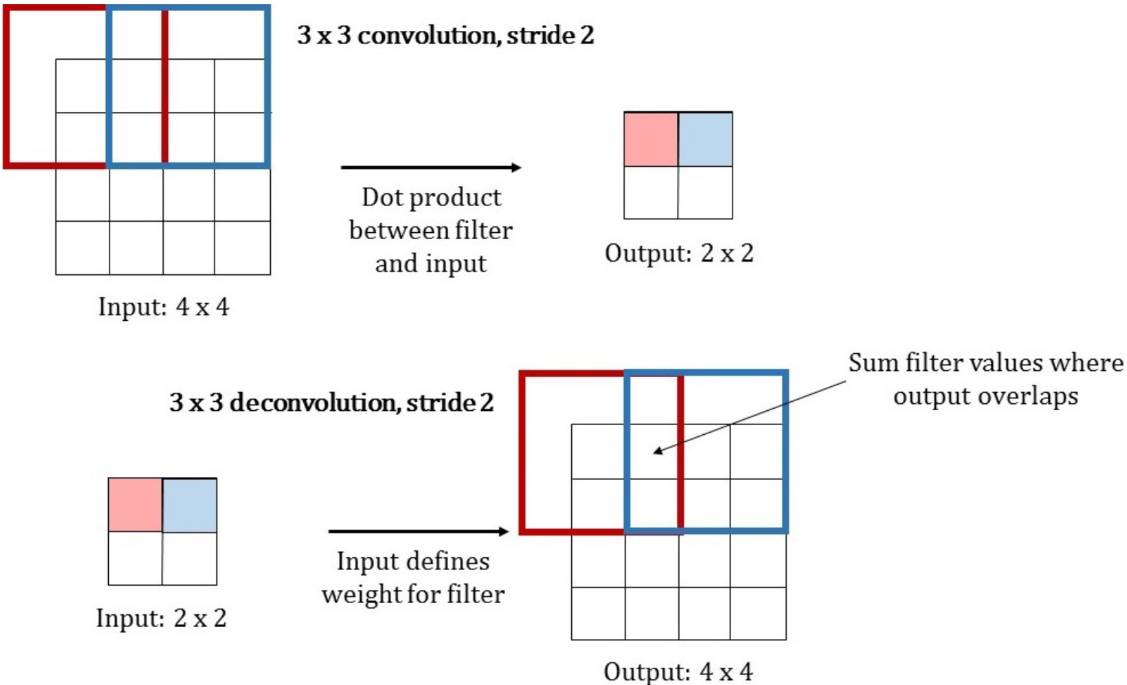 3 x 3 convolution, stride 2
Dot product
between filter
and input
Input: 4 x 4
Output: 2 x 2
3 x 3 deconvolution, stride 2
Sum filter values where
output overlaps
Input defines
weight for filter
Input: 2 x 2
Output: 4 x 4